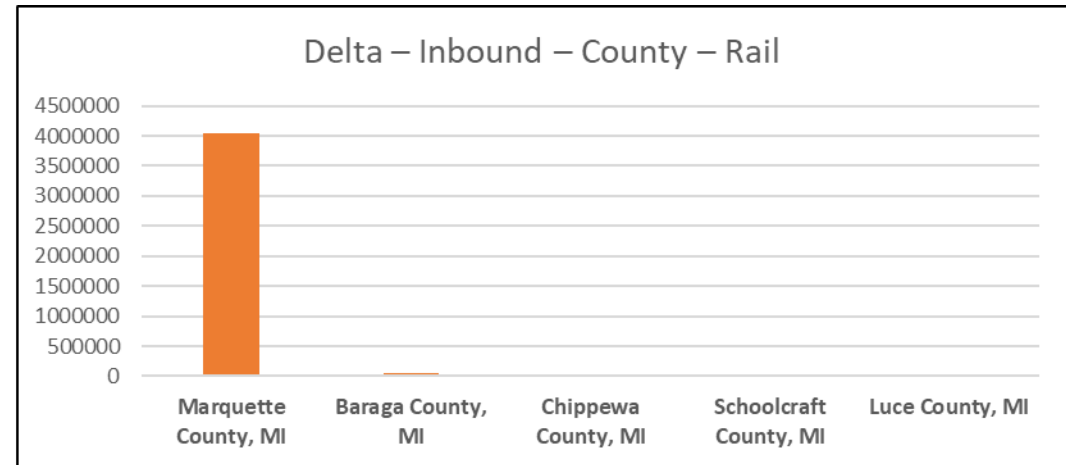 Delta – Inbound – County – Rail
4500000
4000000
3500000
3000000
2500000
2000000
1500000
1000000
500000
0
Marquette
County, MI
Baraga County,
MI
Chippewa
County, MI
Schoolcraft
County, MI
Luce County, MI